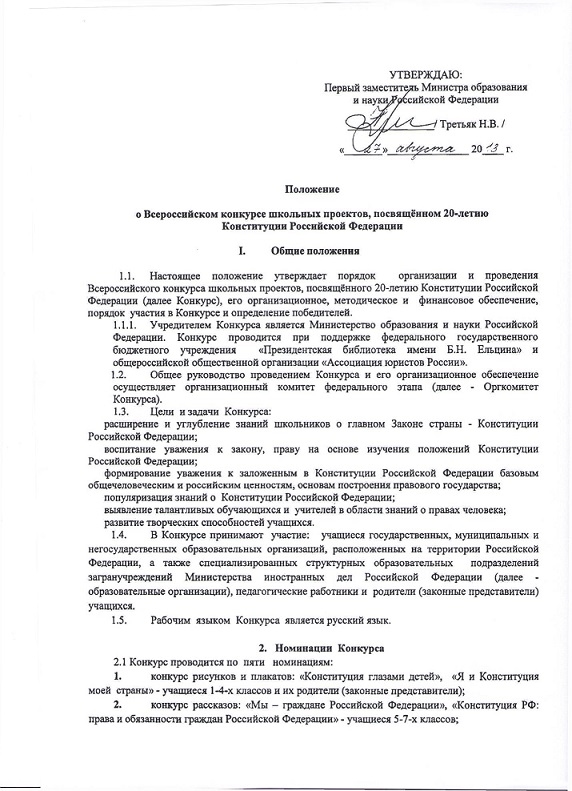 УТВЕРЖДАЮ:
Первый заместитель Министра образования
и науки Российской Федерации
/ Третьяк Н.В. /
« 27 » августа 2013 г.
Положение
о Всероссийском конкурсе школьных проектов, посвящённом 20-летию
Конституции Российской Федерации
I. Общие положения
1.1. Настоящее положение утверждает порядок организации и проведения
Всероссийского конкурса школьных проектов, посвящённого 20-летию Конституции Российской
Федерации (далее Конкурс), его организационное, методическое и финансовое обеспечение,
порядок участия в Конкурсе и определение победителей.
1.1.1. Учредителем Конкурса является Министерство образования и науки Российской
Федерации. Конкурс проводится при поддержке федерального государственного
бюджетного учреждения «Президентская библиотека имени Б.Н. Ельцина» и
общероссийской общественной организации «Ассоциация юристов России».
1.2. Общее руководство проведением Конкурса и его организационное обеспечение
осуществляет организационный комитет федерального этапа (далее - Оргкомитет
Конкурса).
1.3. Цели и задачи Конкурса:
расширение и углубление знаний школьников о главном Законе страны - Конституции
Российской Федерации;
воспитание уважения к закону, праву на основе изучения положений Конституции
Российской Федерации;
формирование уважения к заложенным в Конституции Российской Федерации базовым
общечеловеческим и российским ценностям, основам построения правового государства;
популяризация знаний о Конституции Российской Федерации;
выявление талантливых обучающихся и учителей в области знаний о правах человека;
развитие творческих способностей учащихся.
1.4. В Конкурсе принимают участие: учащиеся государственных, муниципальных и
негосударственных образовательных организаций, расположенных на территории Российской
Федерации, а также специализированных структурных образовательных подразделений
загранучреждений Министерства иностранных дел Российской Федерации (далее -
образовательные организации), педагогические работники и родители (законные представители)
учащихся.
1.5. Рабочим языком Конкурса является русский язык.
2. Номинации Конкурса
2.1 Конкурс проводится по пяти номинациям:
1. конкурс рисунков и плакатов: «Конституция глазами детей», «Я и Конституция
моей страны» - учащиеся 1-4-х классов и их родители (законные представители);
2. конкурс рассказов: «Мы – граждане Российской Федерации», «Конституция РФ:
права и обязанности граждан Российской Федерации» - учащиеся 5-7-х классов;